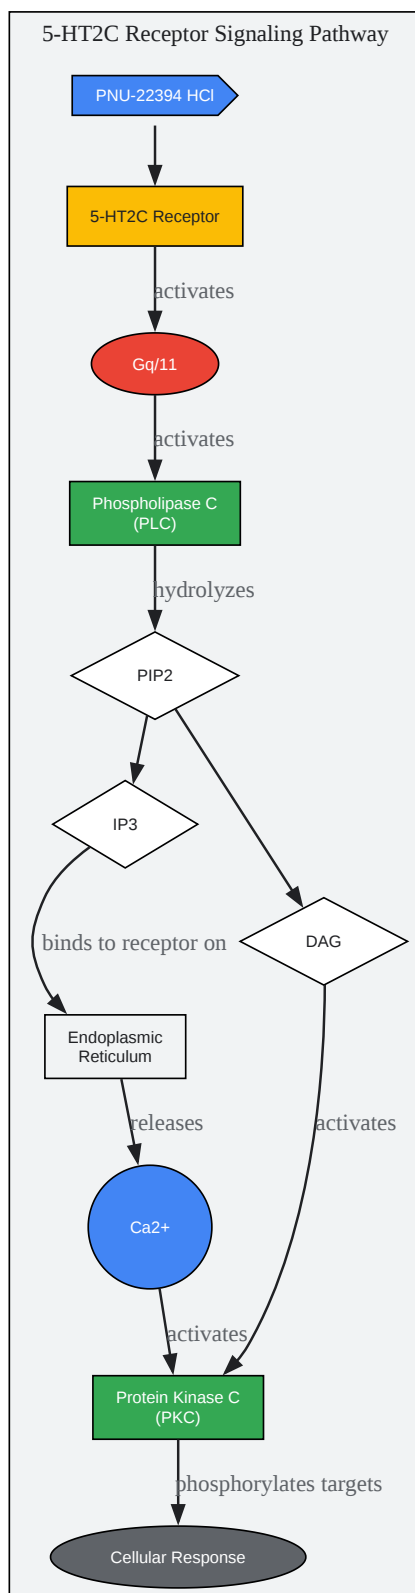 5-HT2C Receptor Signaling Pathway
PNU-22394 HCl
5-HT2C Receptor
activates
Gq/11
activates
Phospholipase C
(PLC)
hydrolyzes
PIP2
IP3
DAG
binds to receptor on
Endoplasmic
Reticulum
releases
activates
Ca2+
activates
Protein Kinase C
(PKC)
phosphorylates targets
Cellular Response